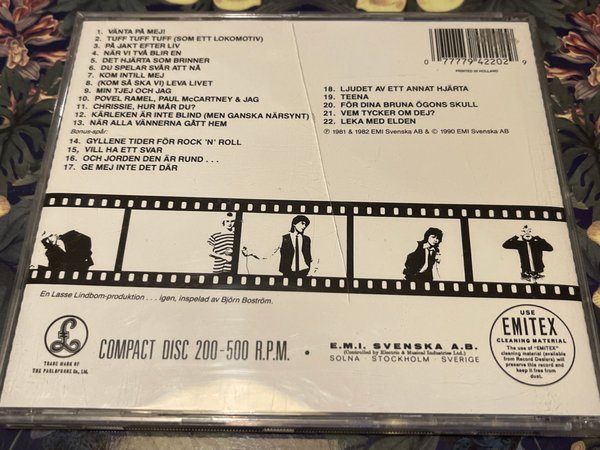 1. VÄNTA PÅ MEJ!
2. TUFF TUFF TUFF (SOM ETT LOKOMOTIV)
3. PÅ JAKT EFTER LIV
4. NÄR VI TVÅ BLIR EN
5. DET HJÄRTA SOM BRINNER
6. DU SPELAR SVÅR ATT NÅ
7. KOM INTILL MEJ
8. (KOM SÅ SKA VI) LEVA LIVET
9. MIN TJEJ OCH JAG
10. POVEL RAMEL, PAUL McCARTNEY & JAG
11. CHRISSIE, HUR MÅR DU?
12. KÄRLEKEN ÄR INTE BLIND (MEN GANSKA NÄRSYNT)
13. NÄR ALLA VÄNNERNA GÅTT HEM
Bonus-spår:
14. GYLLENE TIDER FÖR ROCK 'N' ROLL
15. VILL HA ETT SVAR
16. OCH JORDEN DEN ÄR RUND . . .
17. GE MEJ INTE DET DÄR
0 77779 42202 9
PRINTED IN HOLLAND
18. LJUDET AV ETT ANNAT HJÄRTA
19. TEENA
20. FÖR DINA BRUNA ÖGONS SKULL
21. VEM TYCKER OM DEJ?
22. LEKA MED ELDEN
℗ 1981 & 1982 EMI Svenska AB & © 1990 EMI Svenska AB
En Lasse Lindbom-produktion . . . igen, inspelad av Björn Boström.
£
TRADE MARK OF
THE PARLOPHONE Co., Ltd.
COMPACT DISC 200-500 R.P.M. •
E.M.I. SVENSKA A.B.
(Controlled by Electric & Musical Industries Ltd.)
SOLNA · STOCKHOLM · SVERIGE
USE
EMITEX
CLEANING MATERIAL
The use of "EMITEX"
cleaning material (available
from Record Dealers) will
preserve this record and
keep it free from
dust.